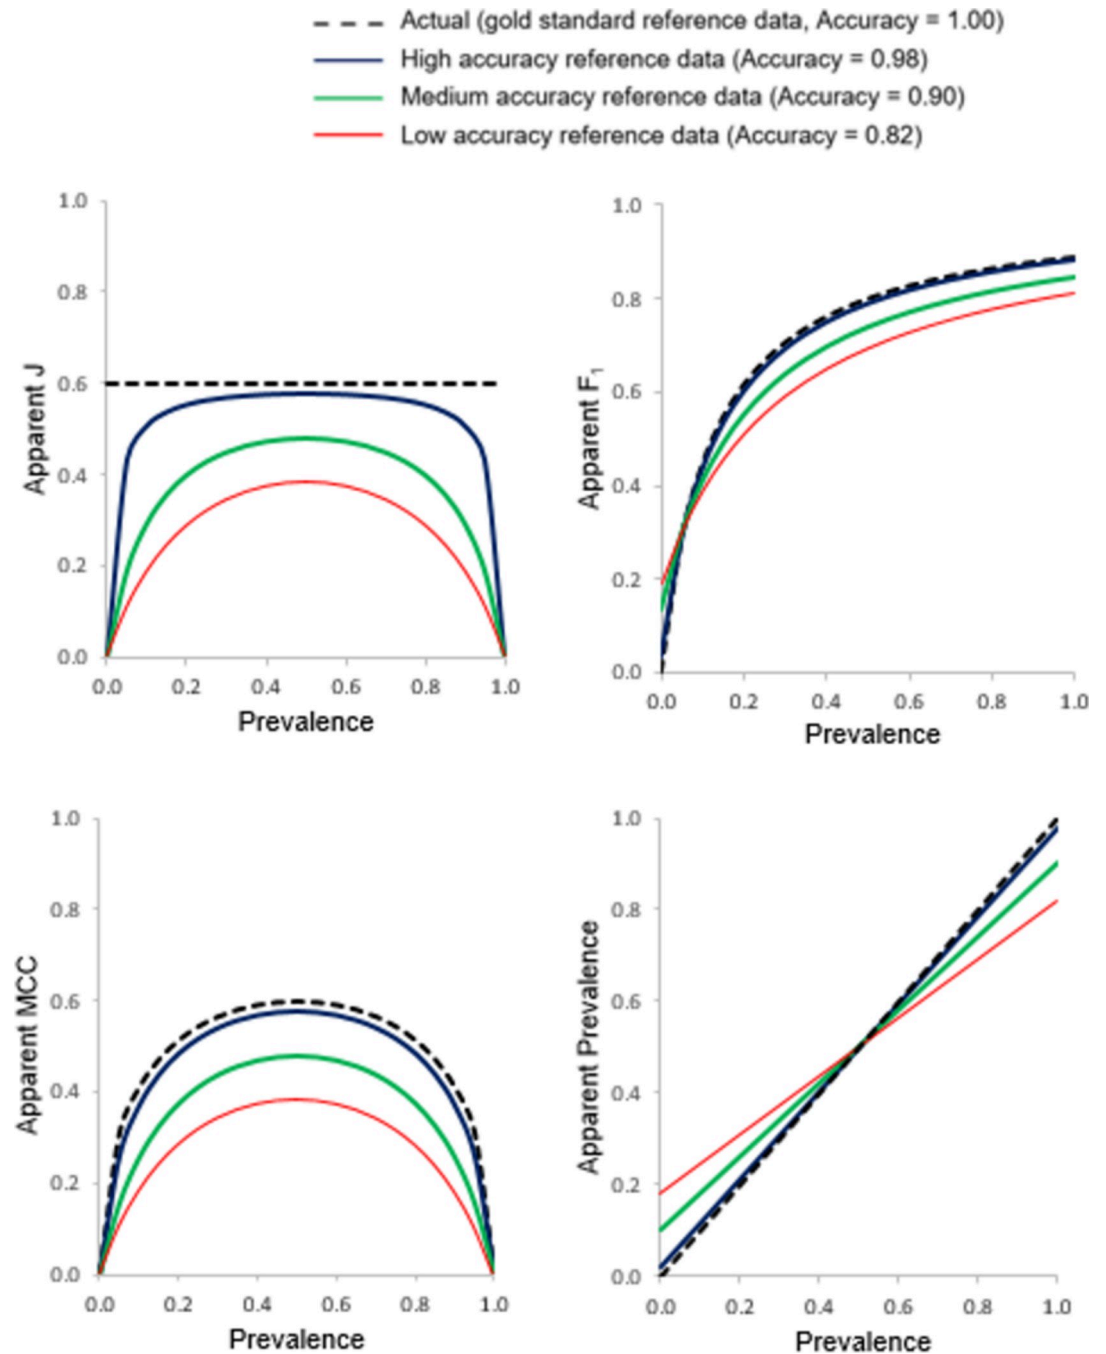 Actual (gold standard reference data, Accuracy = 1.00)
High accuracy reference data (Accuracy = 0.98)
Medium accuracy reference data (Accuracy = 0.90)
Low accuracy reference data (Accuracy = 0.82)
1.0
0.8
0.6
0.4
0.2
0.0
Apparent J
0.0 0.2 0.4 0.6 0.8 1.0
Prevalence
1.0
0.8
0.6
0.4
0.2
0.0
Apparent F₁
0.0 0.2 0.4 0.6 0.8 1.0
Prevalence
1.0
0.8
0.6
0.4
0.2
0.0
Apparent MCC
0.0 0.2 0.4 0.6 0.8 1.0
Prevalence
1.0
0.8
0.6
0.4
0.2
0.0
Apparent Prevalence
0.0 0.2 0.4 0.6 0.8 1.0
Prevalence